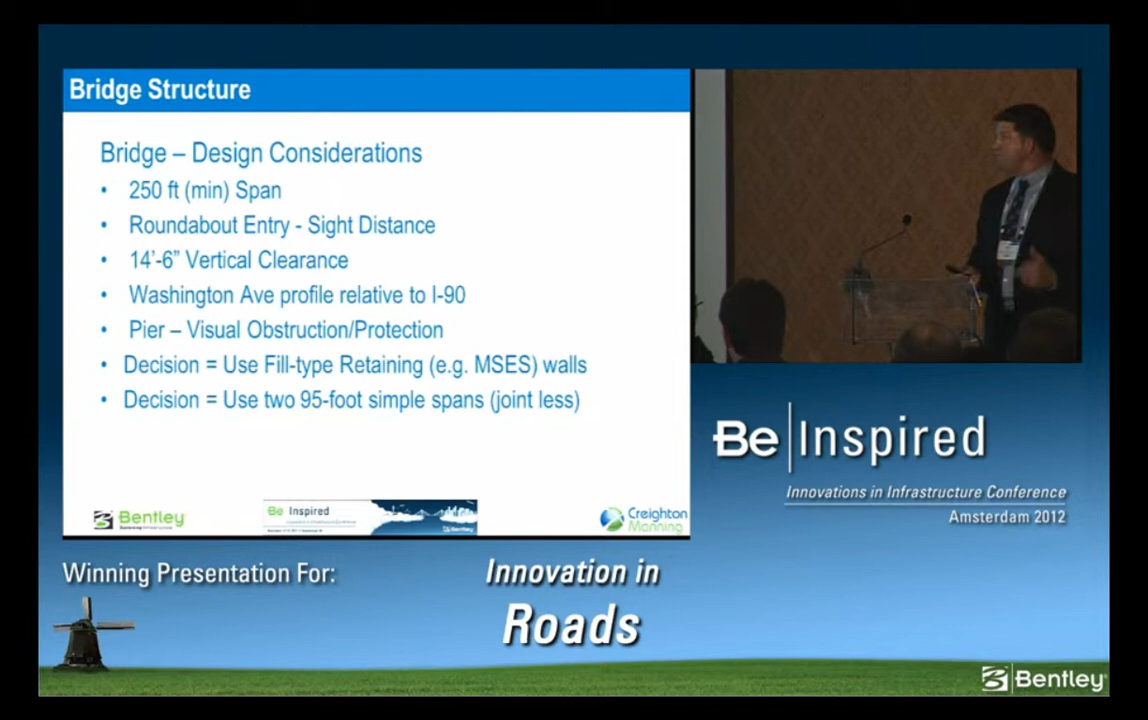 Bridge Structure
Bridge – Design Considerations
• 250 ft (min) Span
• Roundabout Entry - Sight Distance
• 14'-6” Vertical Clearance
• Washington Ave profile relative to I-90
• Pier – Visual Obstruction/Protection
• Decision = Use Fill-type Retaining (e.g. MSES) walls
• Decision = Use two 95-foot simple spans (joint less)
Bentley
Be Inspired
Creighton
Manning
Be Inspired
Innovations in Infrastructure Conference
Amsterdam 2012
Winning Presentation For:
Innovation in
Roads
Bentley